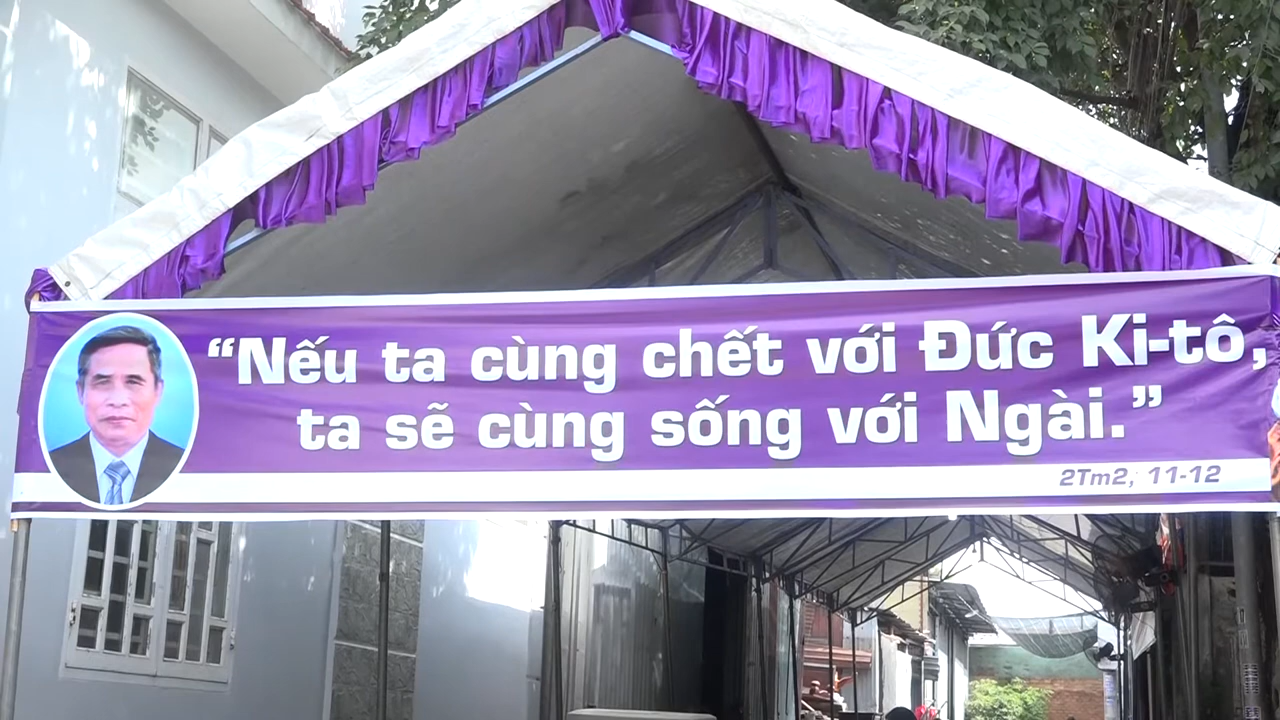 “Nếu ta cùng chết với Đức Ki-tô,
ta sẽ cùng sống với Ngài.”
2Tm2, 11-12